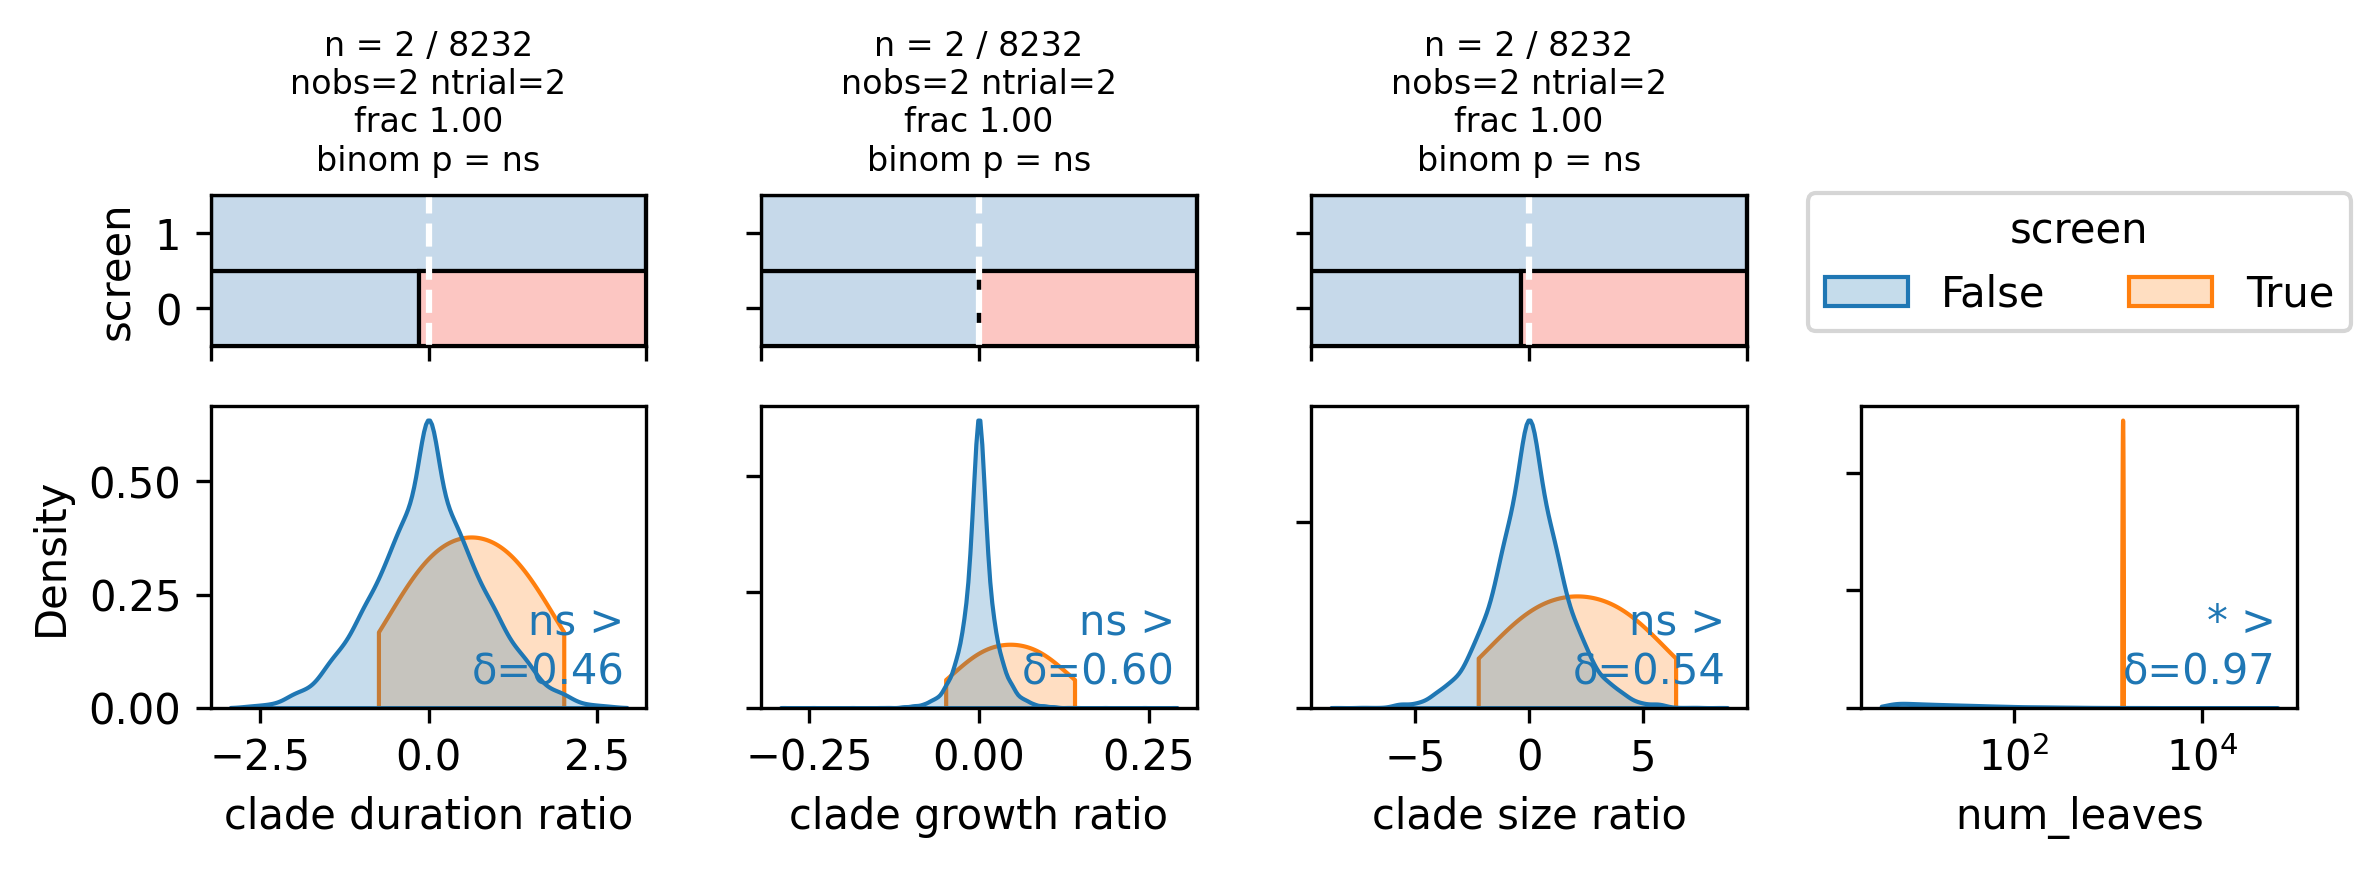 n = 2 / 8232
nobs=2 ntrial=2
frac 1.00
binom p = ns
n = 2 / 8232
nobs=2 ntrial=2
frac 1.00
binom p = ns
n = 2 / 8232
nobs=2 ntrial=2
frac 1.00
binom p = ns
screen
1
0
screen
False
True
Density
0.50
0.25
0.00
ns >
δ=0.46
−2.5
0.0
2.5
clade duration ratio
ns >
δ=0.60
−0.25
0.00
0.25
clade growth ratio
ns >
δ=0.54
−5
0
5
clade size ratio
* >
δ=0.97
10²
10⁴
num_leaves